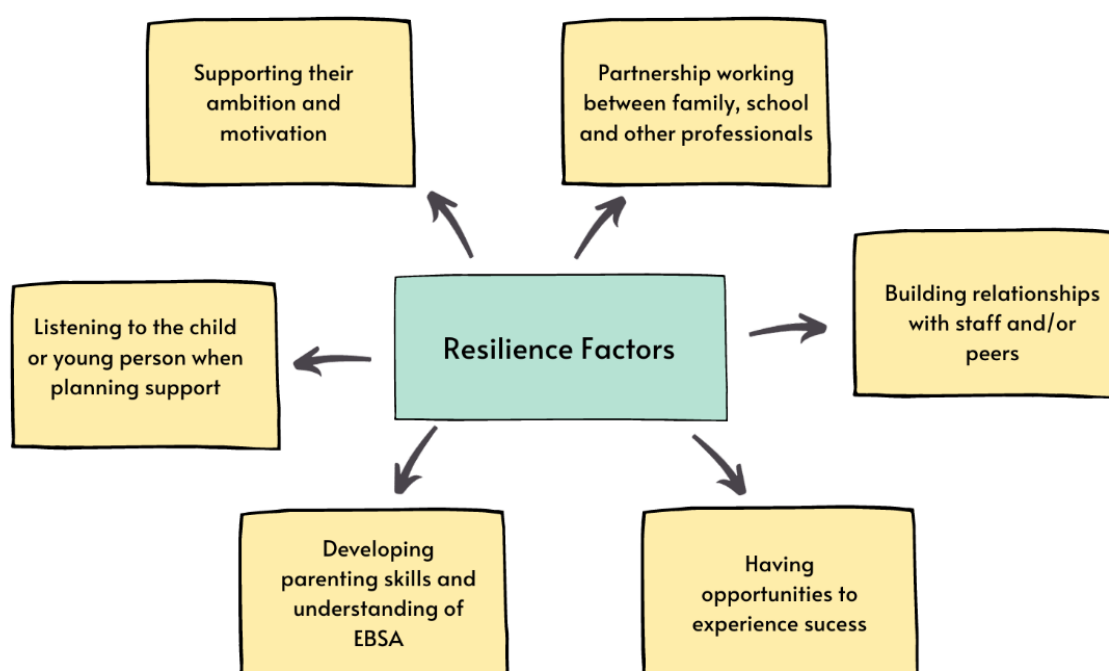 Supporting their
ambition and
motivation
Partnership working
between family, school
and other professionals
Building relationships
with staff and/or
peers
Resilience Factors
Listening to the child
or young person when
planning support
Developing
parenting skills and
understanding of
EBSA
Having
opportunities to
experience sucess